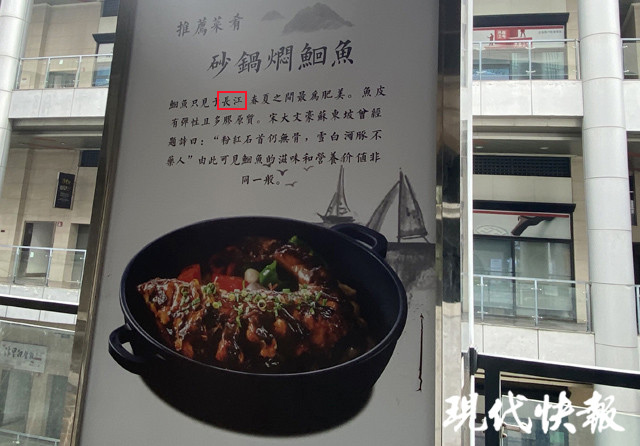 推薦菜肴
砂鍋燜鮰魚
鮰魚只見于長江 春夏之間最爲肥美。魚皮
有彈性且多膠原質。宋大文豪蘇東坡曾經
題詩曰：“粉紅石首仍無骨，雪白河豚不
藥人”由此可見鮰魚的滋味和營養價值非
同一般。
現代快報